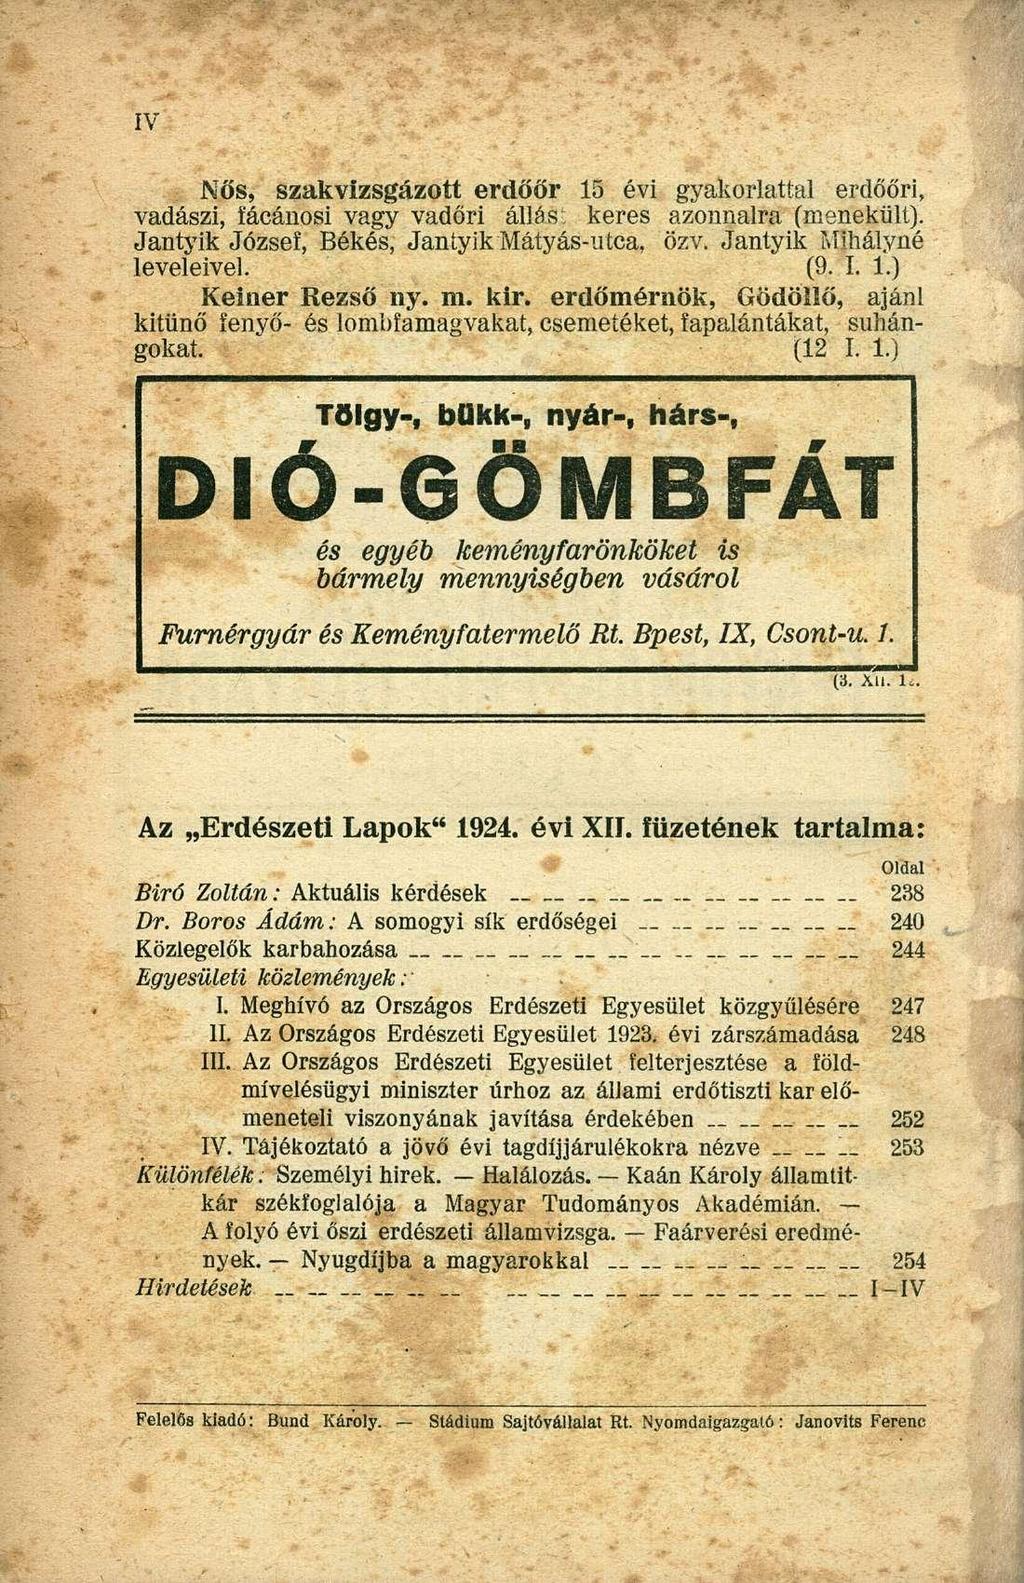 IV
Nős, szakvizsgázott erdőőr 15 évi gyakorlattal erdőőri,
vadászi, fácánosi vagy vadőri állás keres azonnalra (menekült).
Jantyik József, Békés, Jantyik Mátyás-utca, özv. Jantyik Mihályné
leveleivel. (9. I. 1.)
Keiner Rezső ny. m. kir. erdőmérnök, Gödöllő, ajánl
kitünő fenyő- és lombfamagvakat, csemetéket, fapalántákat, suhán-
gokat. (12 I. 1.)
Tölgy-, bükk-, nyár-, hárs-,
DIÓ-GÖMBFÁT
és egyéb keményfarönköket is
bármely mennyiségben vásárol
Furnérgyár és Keményfatermelő Rt. Bpest, IX, Csont-u. 1.
(3. XII.
Az „Erdészeti Lapok“ 1924. évi XII. füzetének tartalma:
Oldal
Biró Zoltán: Aktuális kérdések 238
Dr. Boros Ádám: A somogyi sík erdőségei 240
Közlegelők karbahozása 244
Egyesületi közlemények:
I. Meghívó az Országos Erdészeti Egyesület közgyűlésére 247
II. Az Országos Erdészeti Egyesület 1923. évi zárszámadása 248
III. Az Országos Erdészeti Egyesület felterjesztése a föld-
mívelésügyi miniszter úrhoz az állami erdőtiszti kar elő-
meneteli viszonyának javítása érdekében 252
IV. Tájékoztató a jövő évi tagdíjjárulékokra nézve 253
Különfélék: Személyi hirek. — Halálozás. — Kaán Károly államtit-
kár székfoglalója a Magyar Tudományos Akadémián. —
A folyó évi őszi erdészeti államvizsga. — Faárverési eredmé-
nyek. — Nyugdíjba a magyarokkal 254
Hirdetések I—IV
Felelős kiadó: Bund Károly. — Stádium Sajtóvállalat Rt. Nyomdaigazgató: Janovits Ferenc